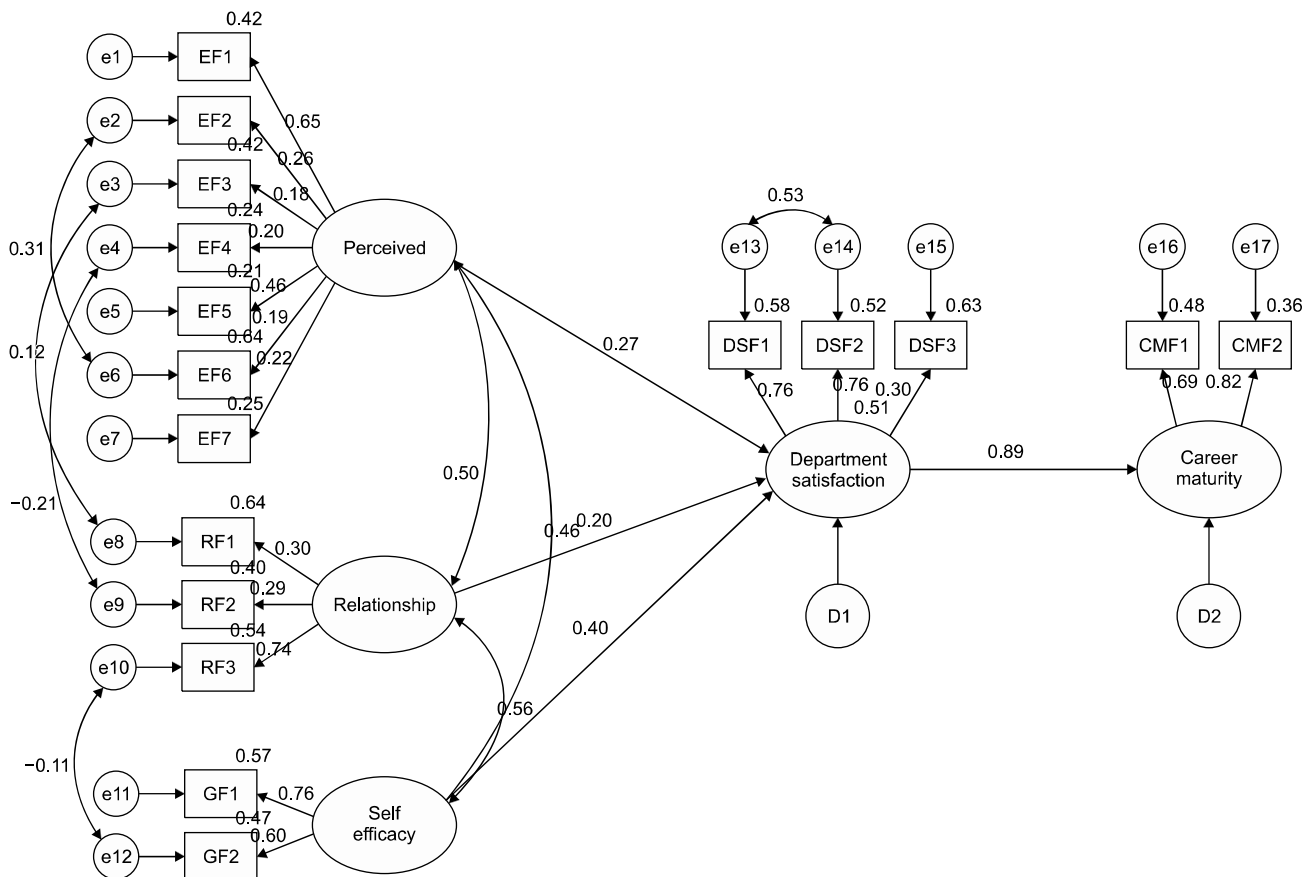 0.42
e1
EF1
e2
EF2
0.65
0.42
0.26
e3
EF3
0.18
0.24
e4
EF4
0.20
Perceived
0.31
0.21
0.46
e5
EF5
0.19
0.64
0.12
e6
EF6
0.22
0.25
e7
EF7
0.53
e13
e14
e15
e16
e17
0.58
0.52
0.63
0.48
0.36
DSF1
DSF2
DSF3
CMF1
CMF2
0.27
0.76
0.76
0.30
0.51
0.69
0.82
Department
satisfaction
0.89
Career
maturity
0.50
−0.21
0.64
e8
RF1
0.30
0.46
0.20
0.40
0.29
e9
RF2
Relationship
D1
D2
0.54
0.74
e10
RF3
0.40
0.56
−0.11
0.57
e11
GF1
0.76
Self
efficacy
0.47
0.60
e12
GF2